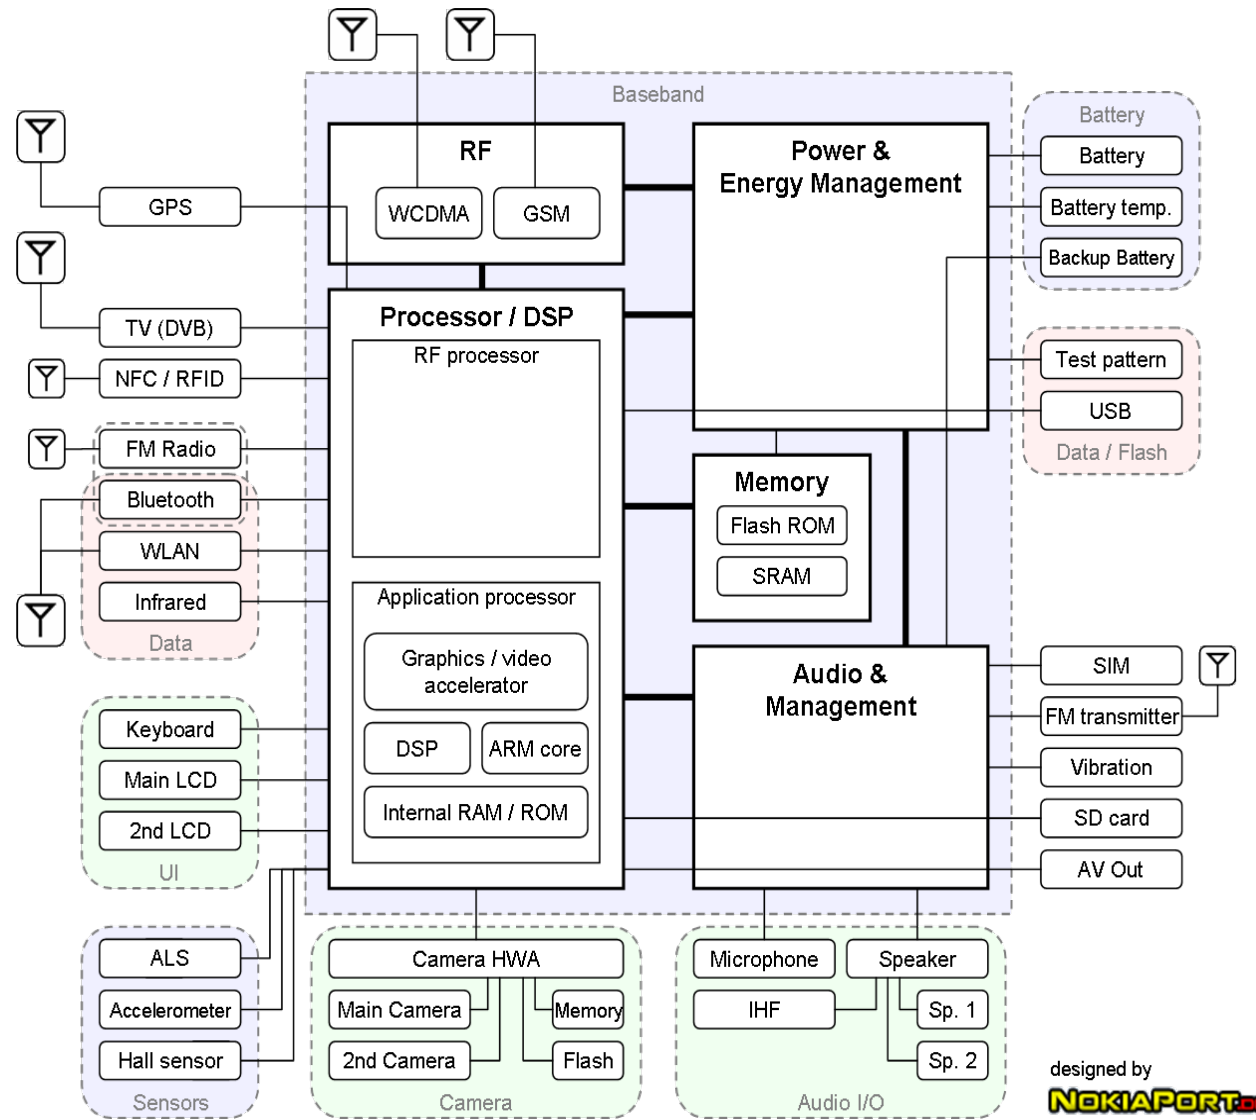 Baseband
RF
WCDMA
GSM
Power &
Energy Management
Battery
Battery
Battery temp.
Backup Battery
GPS
TV (DVB)
NFC / RFID
FM Radio
Bluetooth
WLAN
Infrared
Data
Processor / DSP
RF processor
Application processor
Graphics / video
accelerator
DSP
ARM core
Internal RAM / ROM
Test pattern
USB
Data / Flash
Memory
Flash ROM
SRAM
Audio &
Management
SIM
FM transmitter
Vibration
SD card
AV Out
Keyboard
Main LCD
2nd LCD
UI
ALS
Accelerometer
Hall sensor
Sensors
Camera HWA
Main Camera
Memory
2nd Camera
Flash
Camera
Microphone
Speaker
IHF
Sp. 1
Sp. 2
Audio I/O
designed by
NOKIAPORT